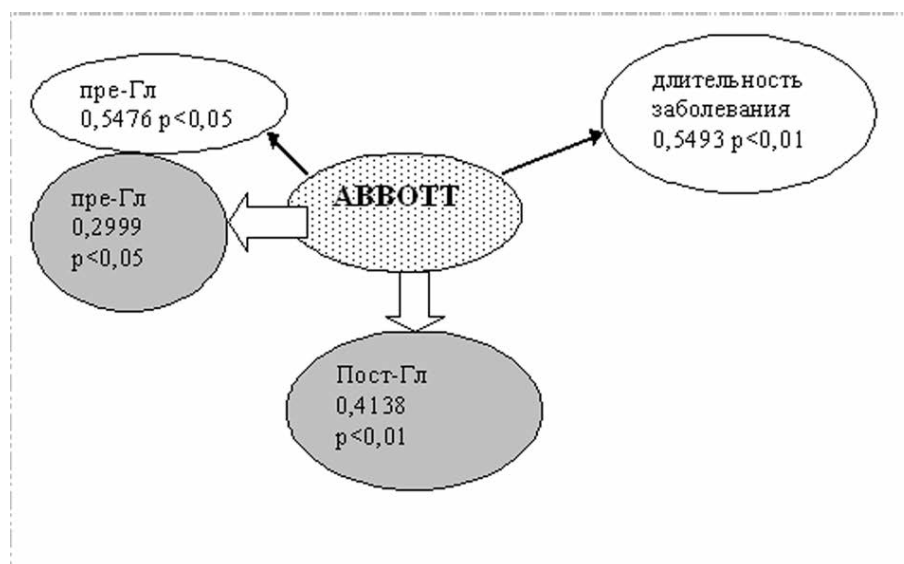 пре-Гл
0,5476 p<0,05
длительность
заболевания
0,5493 p<0,01
ABBOTT
пре-Гл
0,2999
p<0,05
Пост-Гл
0,4138
p<0,01